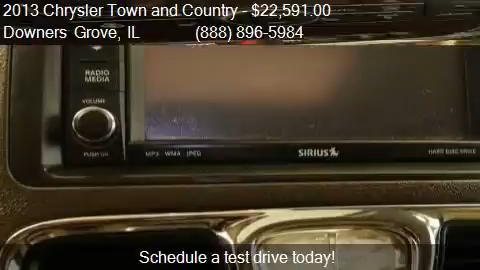 2013 Chrysler Town and Country - $22,591.00
Downers Grove, IL (888) 896-5984
RADIO
MEDIA
VOLUME
PUSH ON
MP3 WMA JPEG SIRIUS HARD DISC DRIVE
Schedule a test drive today!